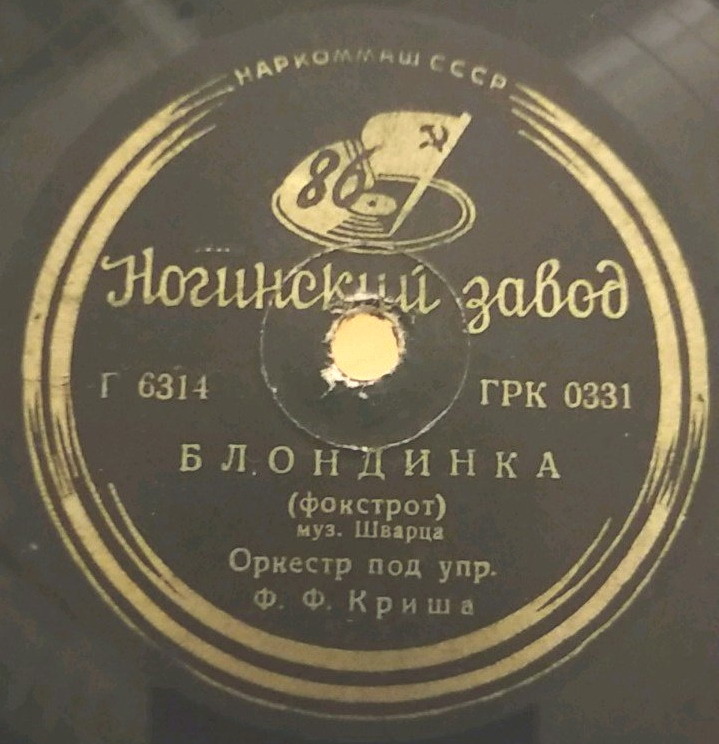 НАРКОММАШ СССР
86
Ногинский завод
Г 6314
ГРК 0331
БЛОНДИНКА
(фокстрот)
муз. Шварца
Оркестр под упр.
Ф. Ф. Криша